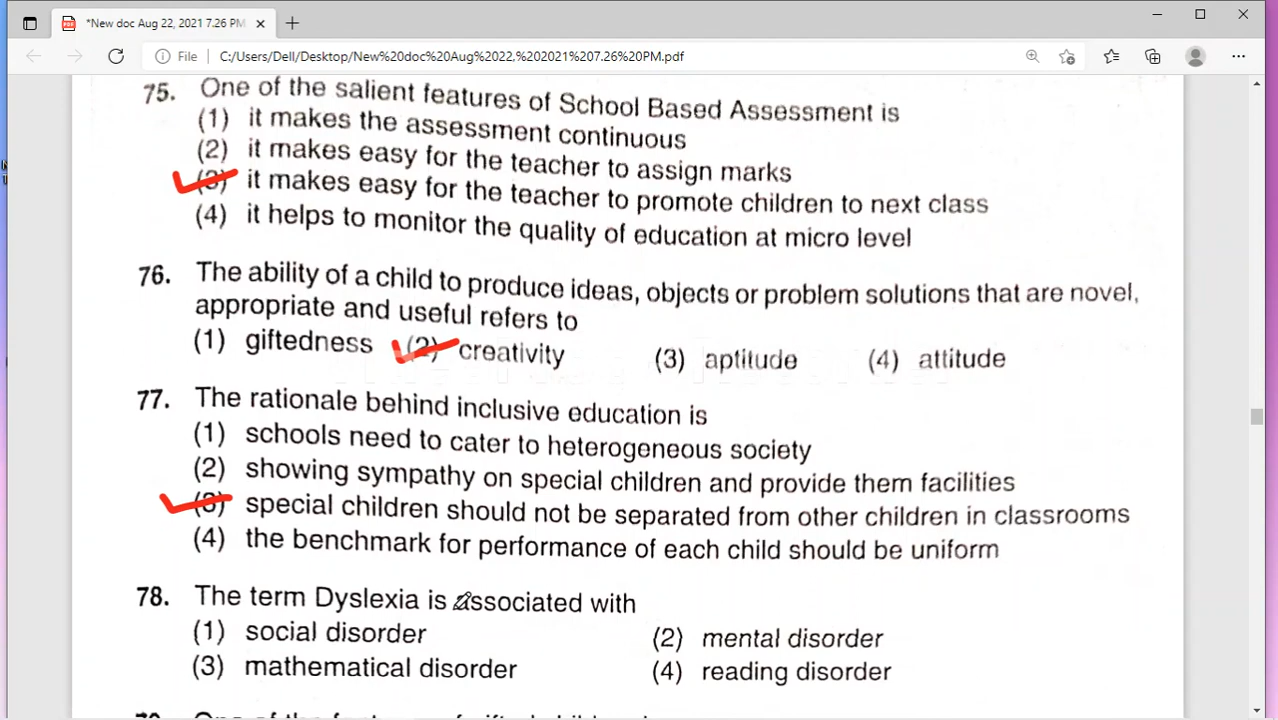 *New doc Aug 22, 2021 7.26 PM.pdf
File C:/Users/Dell/Desktop/New%20doc%20Aug%2022,%202021%207.26%20PM.pdf
75. One of the salient features of School Based Assessment is
(1) it makes the assessment continuous
(2) it makes easy for the teacher to assign marks
(3) it makes easy for the teacher to promote children to next class
(4) it helps to monitor the quality of education at micro level
76. The ability of a child to produce ideas, objects or problem solutions that are novel,
appropriate and useful refers to
(1) giftedness (2) creativity (3) aptitude (4) attitude
77. The rationale behind inclusive education is
(1) schools need to cater to heterogeneous society
(2) showing sympathy on special children and provide them facilities
(3) special children should not be separated from other children in classrooms
(4) the benchmark for performance of each child should be uniform
78. The term Dyslexia is associated with
(1) social disorder (2) mental disorder
(3) mathematical disorder (4) reading disorder